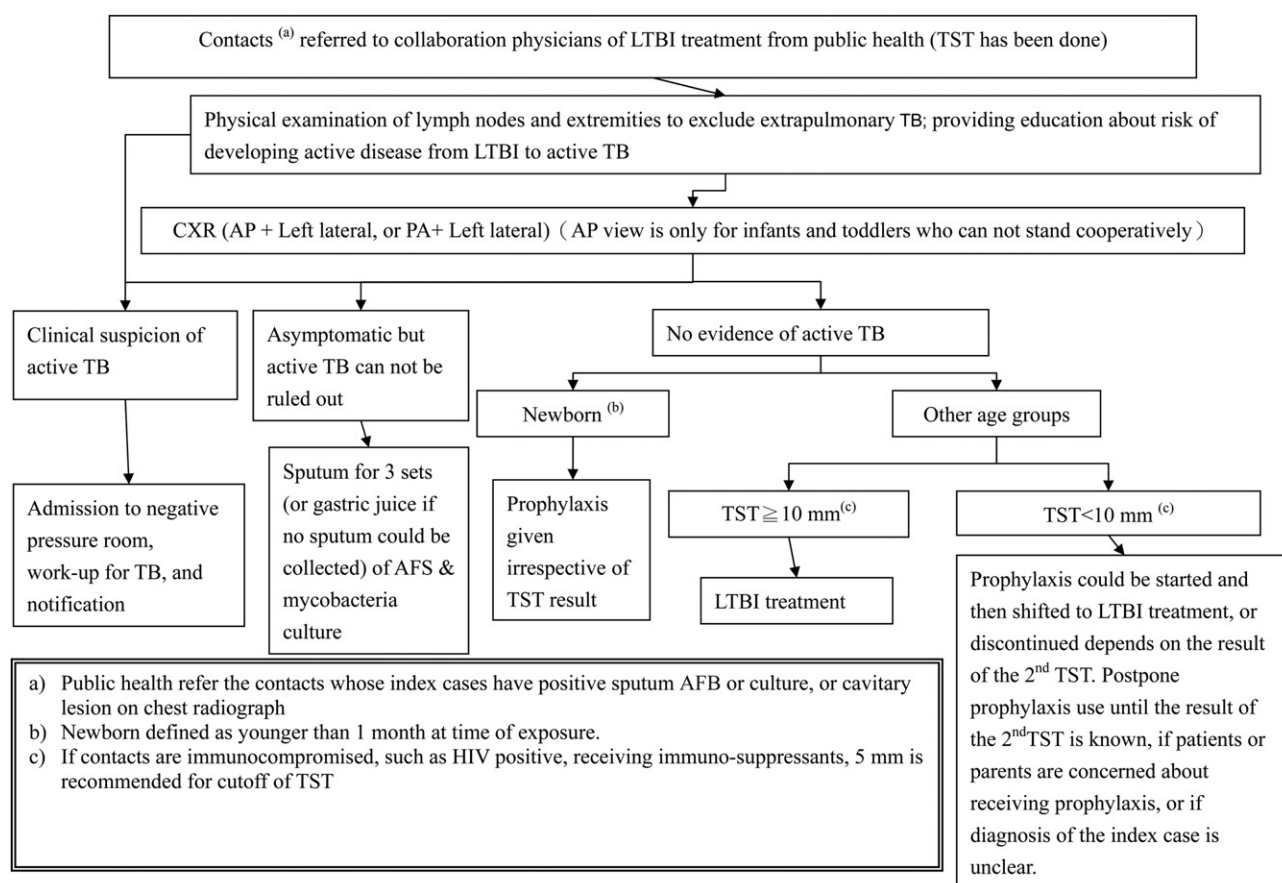 Contacts (a) referred to collaboration physicians of LTBI treatment from public health (TST has been done)
Physical examination of lymph nodes and extremities to exclude extrapulmonary TB; providing education about risk of
developing active disease from LTBI to active TB
CXR (AP + Left lateral, or PA+ Left lateral)（AP view is only for infants and toddlers who can not stand cooperatively）
Clinical suspicion of
active TB
Asymptomatic but
active TB can not be
ruled out
No evidence of active TB
Newborn (b)
Other age groups
Admission to negative
pressure room,
work-up for TB, and
notification
Sputum for 3 sets
(or gastric juice if
no sputum could be
collected) of AFS &
mycobacteria
culture
Prophylaxis
given
irrespective of
TST result
TST≧10 mm(c)
TST<10 mm (c)
LTBI treatment
Prophylaxis could be started and
then shifted to LTBI treatment, or
discontinued depends on the result
of the 2nd TST. Postpone
prophylaxis use until the result of
the 2ndTST is known, if patients or
parents are concerned about
receiving prophylaxis, or if
diagnosis of the index case is
unclear.
a) Public health refer the contacts whose index cases have positive sputum AFB or culture, or cavitary
lesion on chest radiograph
b) Newborn defined as younger than 1 month at time of exposure.
c) If contacts are immunocompromised, such as HIV positive, receiving immuno-suppressants, 5 mm is
recommended for cutoff of TST